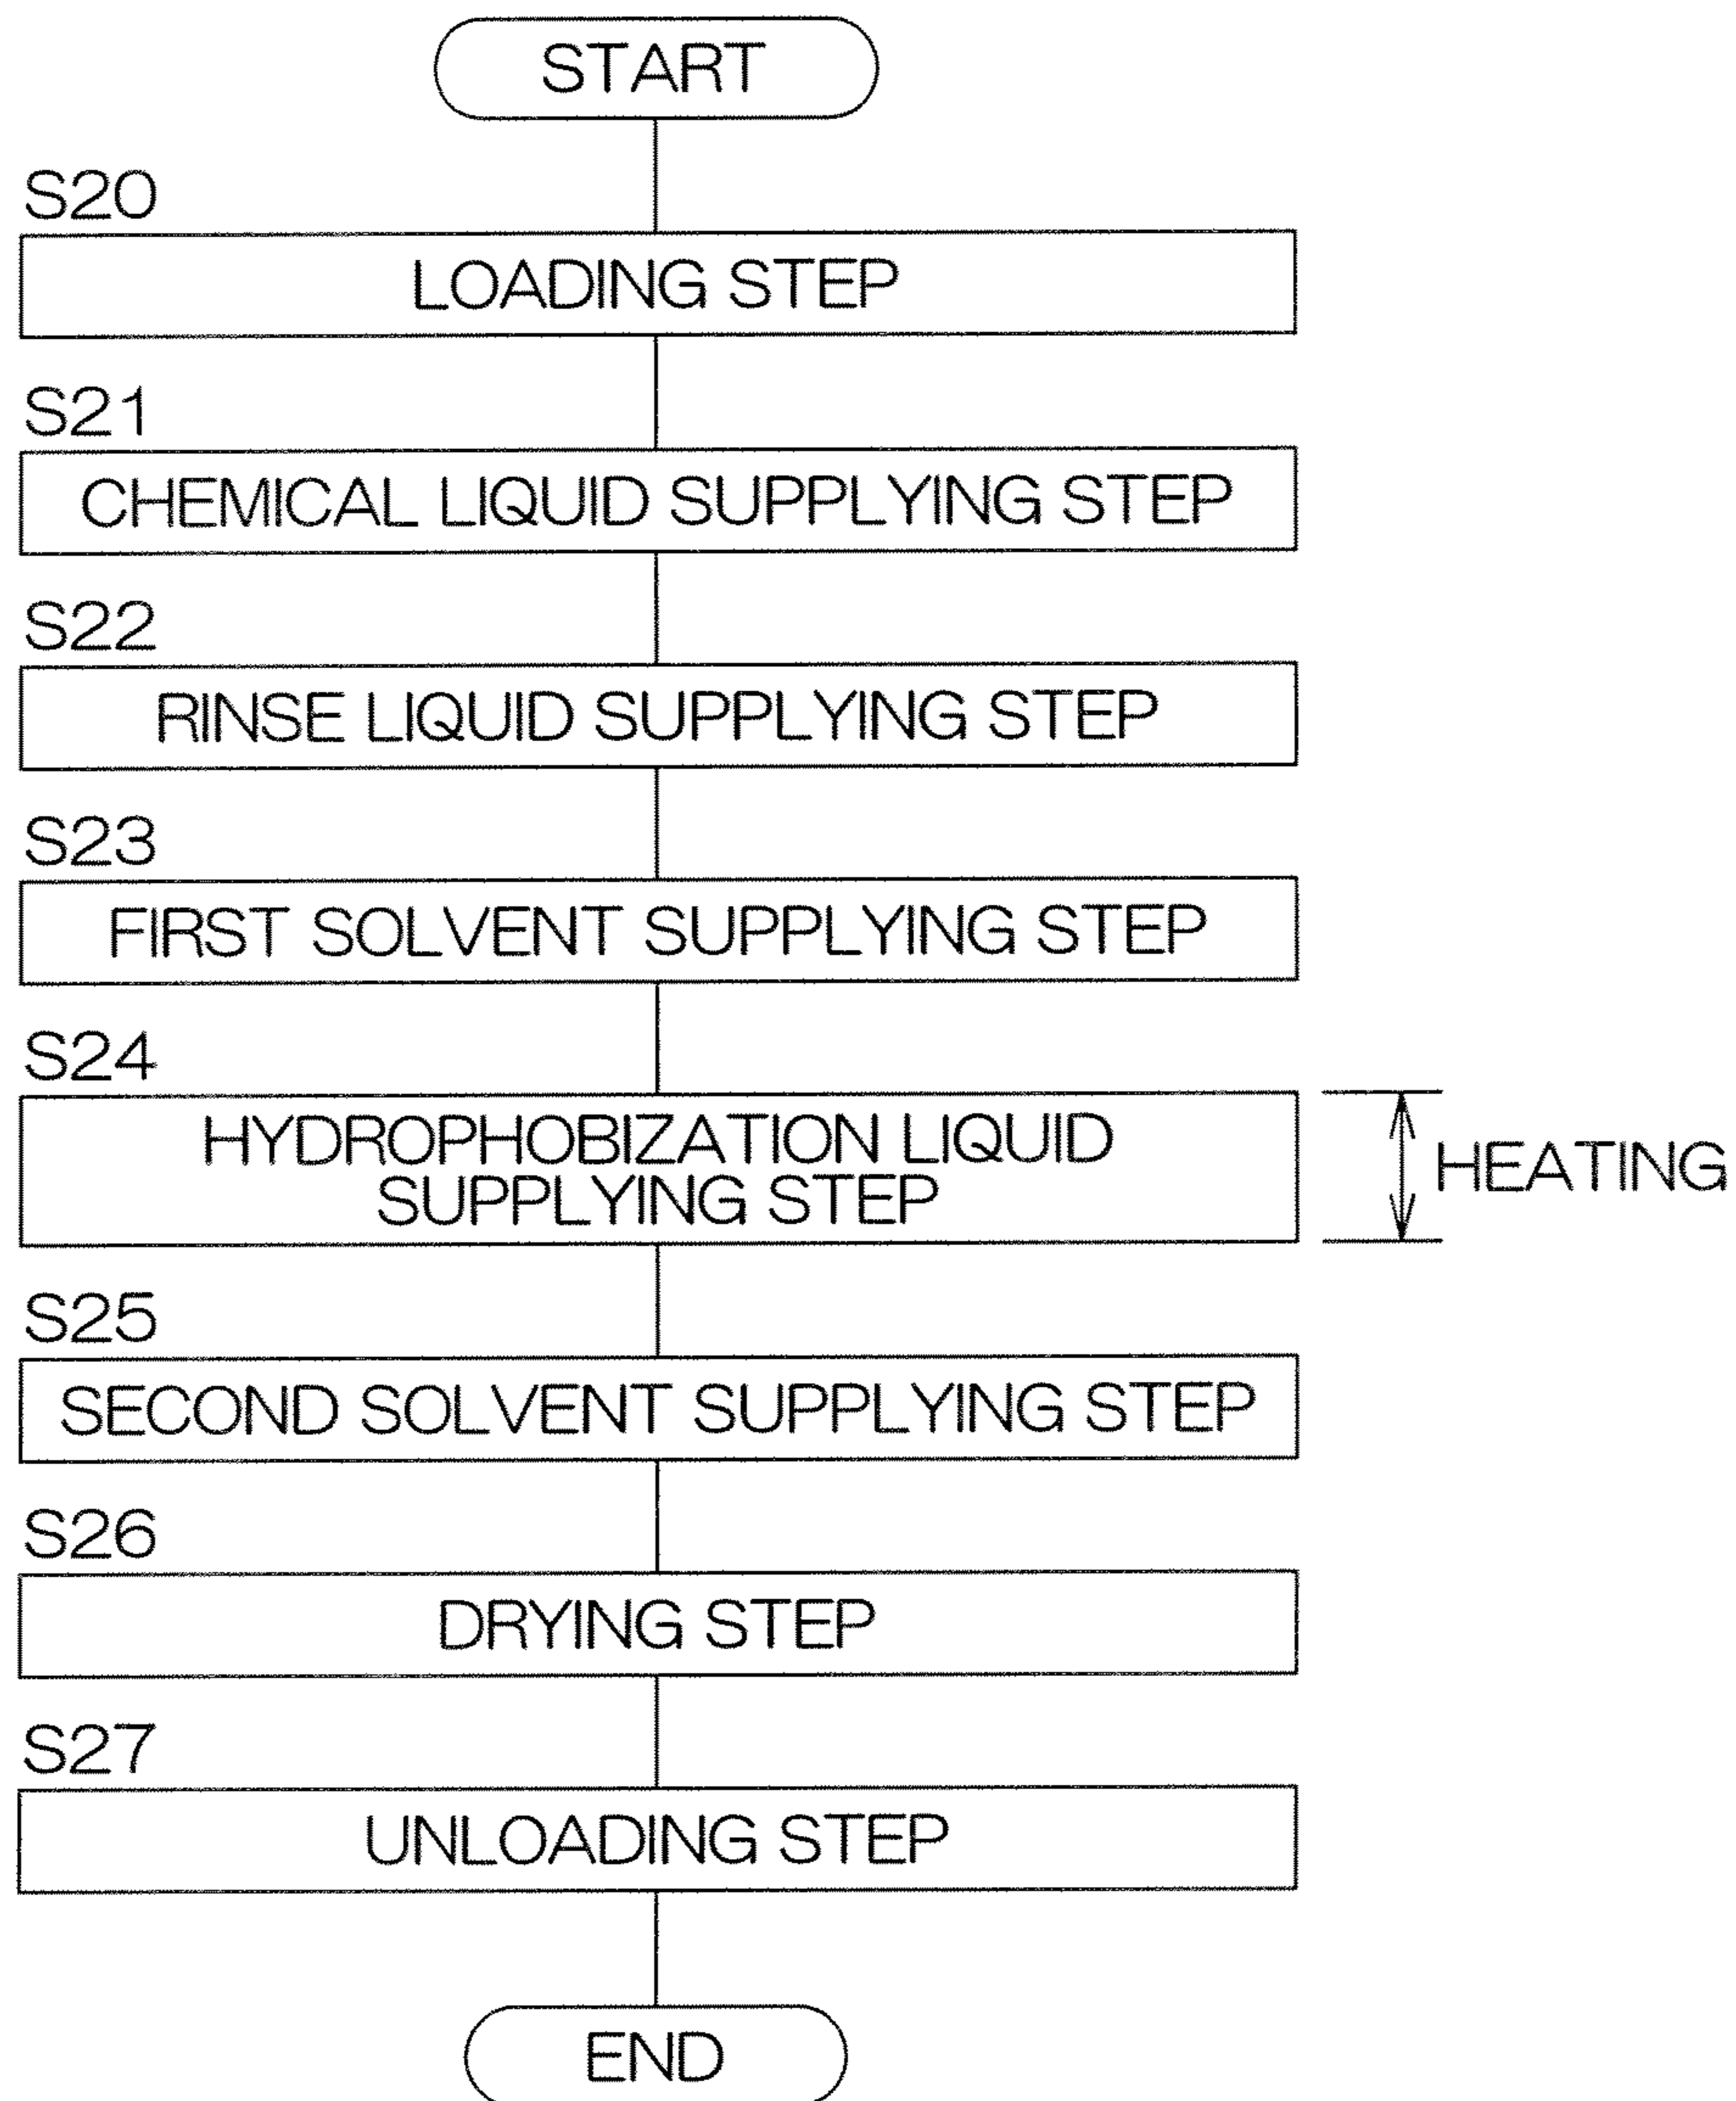 START
S20
LOADING STEP
S21
CHEMICAL LIQUID SUPPLYING STEP
S22
RINSE LIQUID SUPPLYING STEP
S23
FIRST SOLVENT SUPPLYING STEP
S24
HYDROPHOBIZATION LIQUID
SUPPLYING STEP
HEATING
S25
SECOND SOLVENT SUPPLYING STEP
S26
DRYING STEP
S27
UNLOADING STEP
END